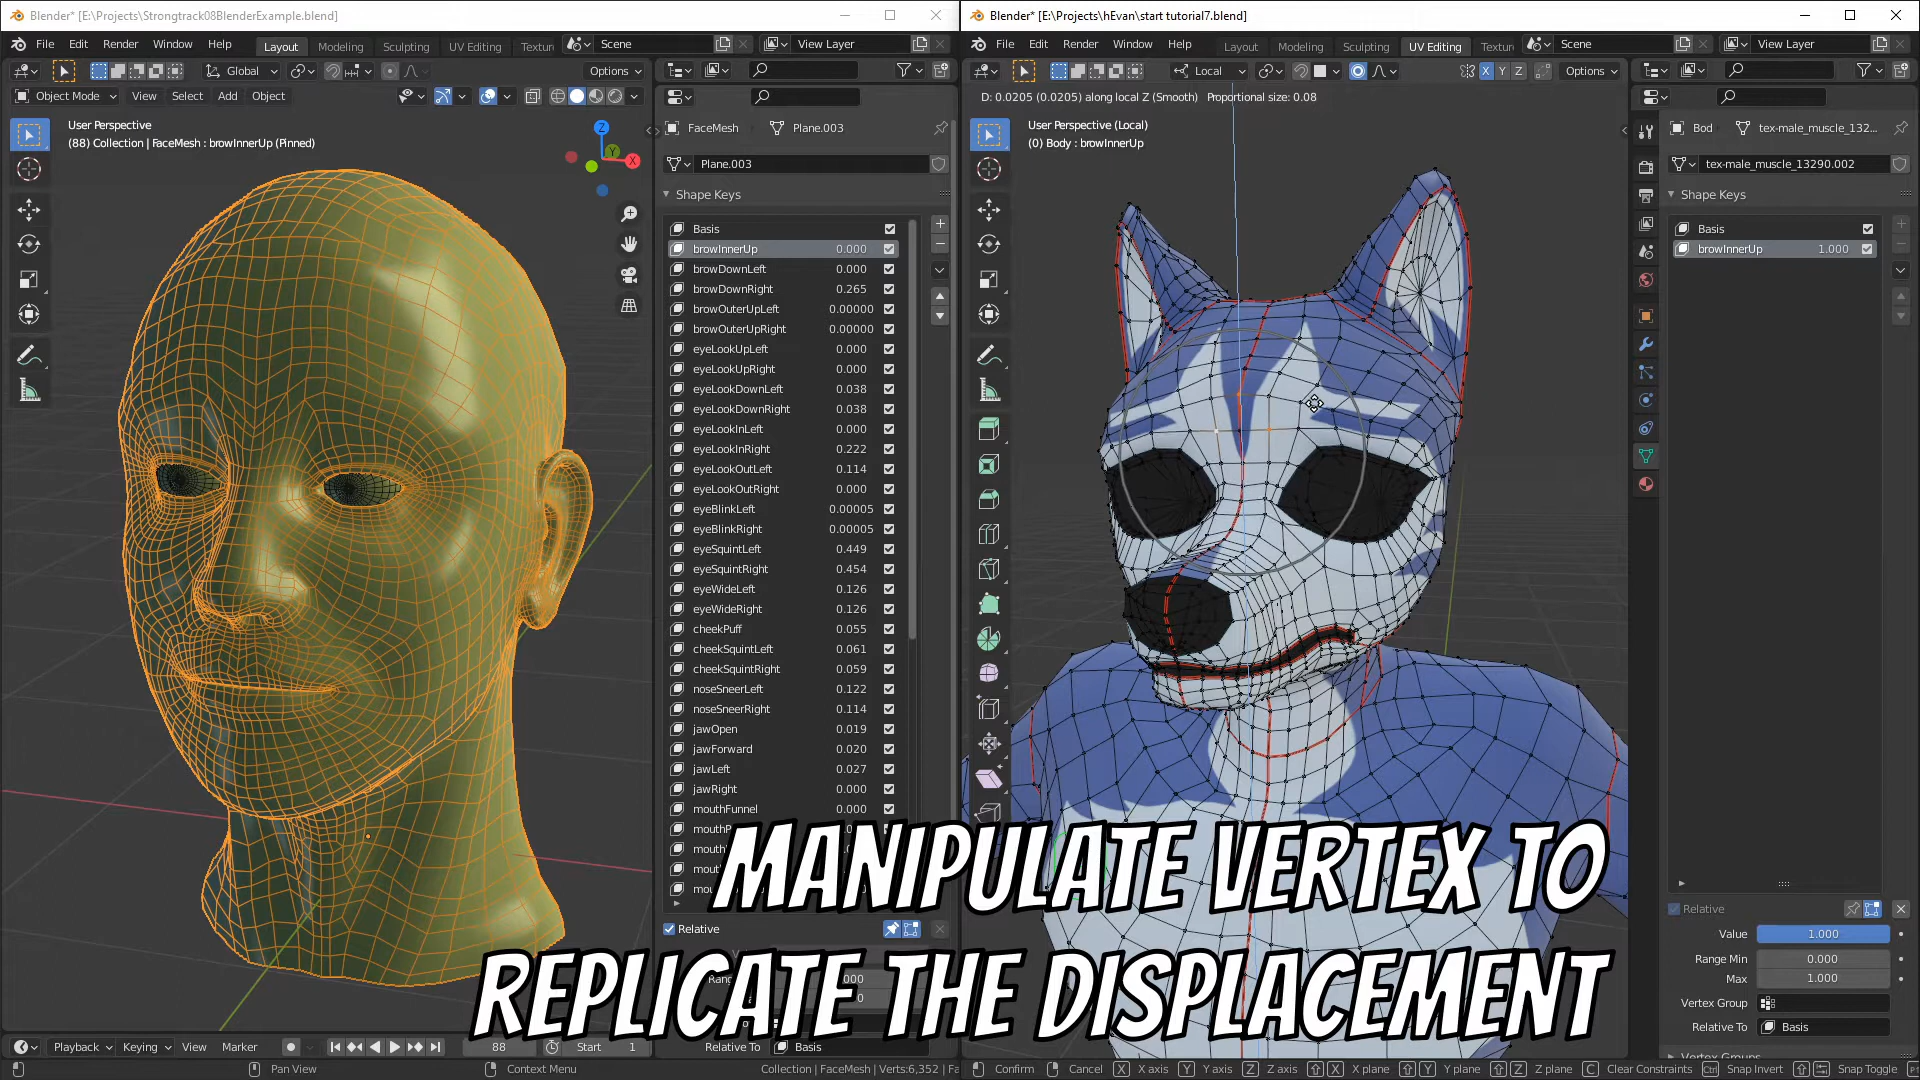 Blender* [E:\Projects\Strongtrack08BlenderExample.blend]
File Edit Render Window Help Layout Modeling Sculpting UV Editing Textur Scene View Layer
Global Options
Object Mode View Select Add Object
User Perspective
(88) Collection | FaceMesh : browInnerUp (Pinned)
Z
Y
X
FaceMesh Plane.003
Plane.003
Shape Keys
Basis
browInnerUp 0.000
browDownLeft 0.000
browDownRight 0.265
browOuterUpLeft 0.00000
browOuterUpRight 0.00000
eyeLookUpLeft 0.000
eyeLookUpRight 0.000
eyeLookDownLeft 0.038
eyeLookDownRight 0.038
eyeLookInLeft 0.000
eyeLookInRight 0.222
eyeLookOutLeft 0.114
eyeLookOutRight 0.000
eyeBlinkLeft 0.00005
eyeBlinkRight 0.00005
eyeSquintLeft 0.449
eyeSquintRight 0.454
eyeWideLeft 0.126
eyeWideRight 0.126
cheekPuff 0.055
cheekSquintLeft 0.061
cheekSquintRight 0.059
noseSneerLeft 0.122
noseSneerRight 0.114
jawOpen 0.019
jawForward 0.020
jawLeft 0.027
jawRight 0.000
mouthFunnel 0.000
Relative
Relative To Basis
Playback Keying View Marker 88 Start 1
Pan View Context Menu Collection | FaceMesh | Verts:6,352 | Fa
Blender* [E:\Projects\hEvan\start tutorial7.blend]
File Edit Render Window Help Layout Modeling Sculpting UV Editing Textur Scene View Layer
Local X Y Z Options
D: 0.0205 (0.0205) along local Z (Smooth) Proportional size: 0.08
User Perspective (Local)
(0) Body : browInnerUp
Bod tex-male_muscle_132...
tex-male_muscle_13290.002
Shape Keys
Basis
browInnerUp 1.000
Relative
Value 1.000
Range Min 0.000
Max 1.000
Vertex Group
Relative To Basis
Vertex Groups
Confirm Cancel X X axis Y Y axis Z Z axis X X plane Y Y plane Z Z plane C Clear Constraints Ctrl Snap Invert Snap Toggle
MANIPULATE VERTEX TO
REPLICATE THE DISPLACEMENT